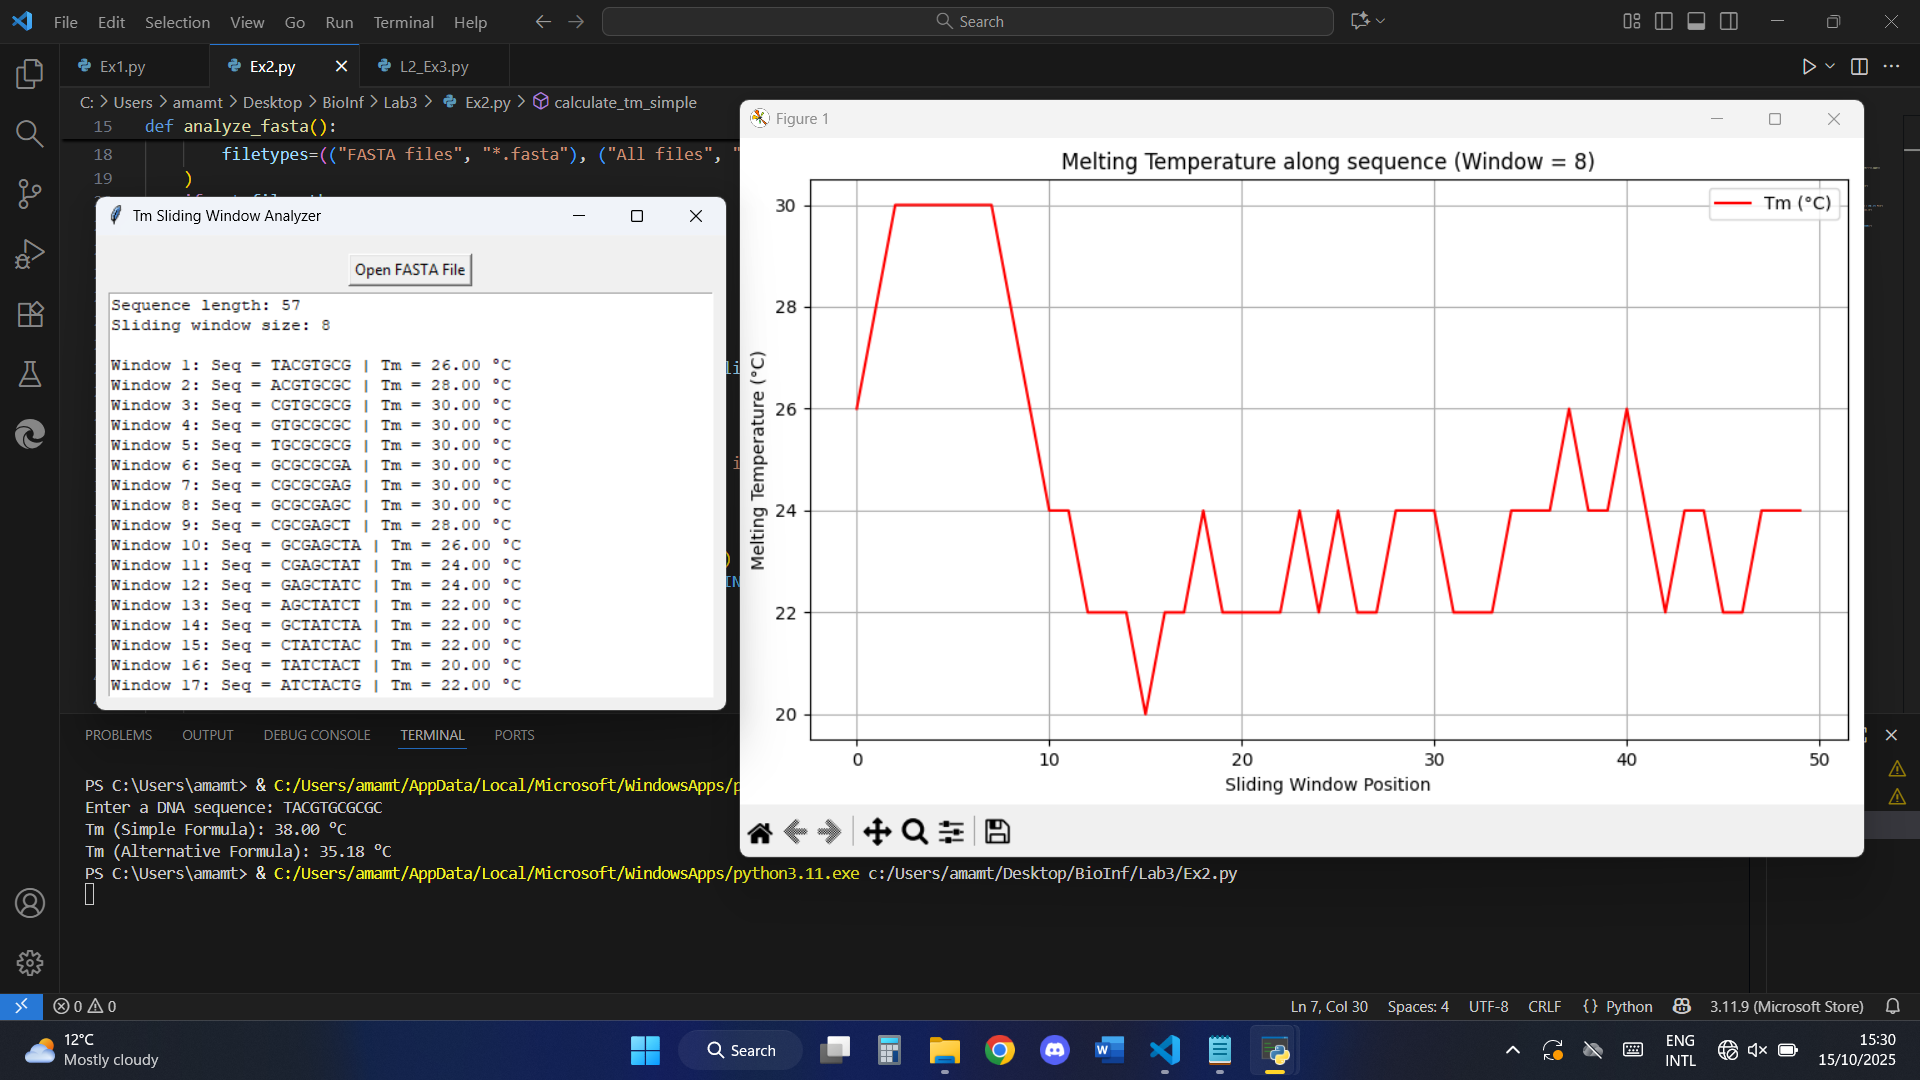 File Edit Selection View Go Run Terminal Help Search
Ex1.py Ex2.py L2_Ex3.py
C: > Users > amamt > Desktop > BioInf > Lab3 > Ex2.py > calculate_tm_simple
15 def analyze_fasta():
18 filetypes=(("FASTA files", "*.fasta"), ("All files", "
19 )
Tm Sliding Window Analyzer
Open FASTA File
Sequence length: 57
Sliding window size: 8
Window 1: Seq = TACGTGCG | Tm = 26.00 °C
Window 2: Seq = ACGTGCGC | Tm = 28.00 °C
Window 3: Seq = CGTGCGCG | Tm = 30.00 °C
Window 4: Seq = GTGCGCGC | Tm = 30.00 °C
Window 5: Seq = TGCGCGCG | Tm = 30.00 °C
Window 6: Seq = GCGCGCGA | Tm = 30.00 °C
Window 7: Seq = CGCGCGAG | Tm = 30.00 °C
Window 8: Seq = GCGCGAGC | Tm = 30.00 °C
Window 9: Seq = CGCGAGCT | Tm = 28.00 °C
Window 10: Seq = GCGAGCTA | Tm = 26.00 °C
Window 11: Seq = CGAGCTAT | Tm = 24.00 °C
Window 12: Seq = GAGCTATC | Tm = 24.00 °C
Window 13: Seq = AGCTATCT | Tm = 22.00 °C
Window 14: Seq = GCTATCTA | Tm = 22.00 °C
Window 15: Seq = CTATCTAC | Tm = 22.00 °C
Window 16: Seq = TATCTACT | Tm = 20.00 °C
Window 17: Seq = ATCTACTG | Tm = 22.00 °C
Figure 1
Melting Temperature along sequence (Window = 8)
Tm (°C)
Melting Temperature (°C)
30
28
26
24
22
20
0 10 20 30 40 50
Sliding Window Position
PROBLEMS OUTPUT DEBUG CONSOLE TERMINAL PORTS
PS C:\Users\amamt> & C:/Users/amamt/AppData/Local/Microsoft/WindowsApps/p
Enter a DNA sequence: TACGTGCGCGC
Tm (Simple Formula): 38.00 °C
Tm (Alternative Formula): 35.18 °C
PS C:\Users\amamt> & C:/Users/amamt/AppData/Local/Microsoft/WindowsApps/python3.11.exe c:/Users/amamt/Desktop/BioInf/Lab3/Ex2.py
0 0 Ln 7, Col 30 Spaces: 4 UTF-8 CRLF {} Python 3.11.9 (Microsoft Store)
12°C
Mostly cloudy
Search
ENG
INTL
15:30
15/10/2025